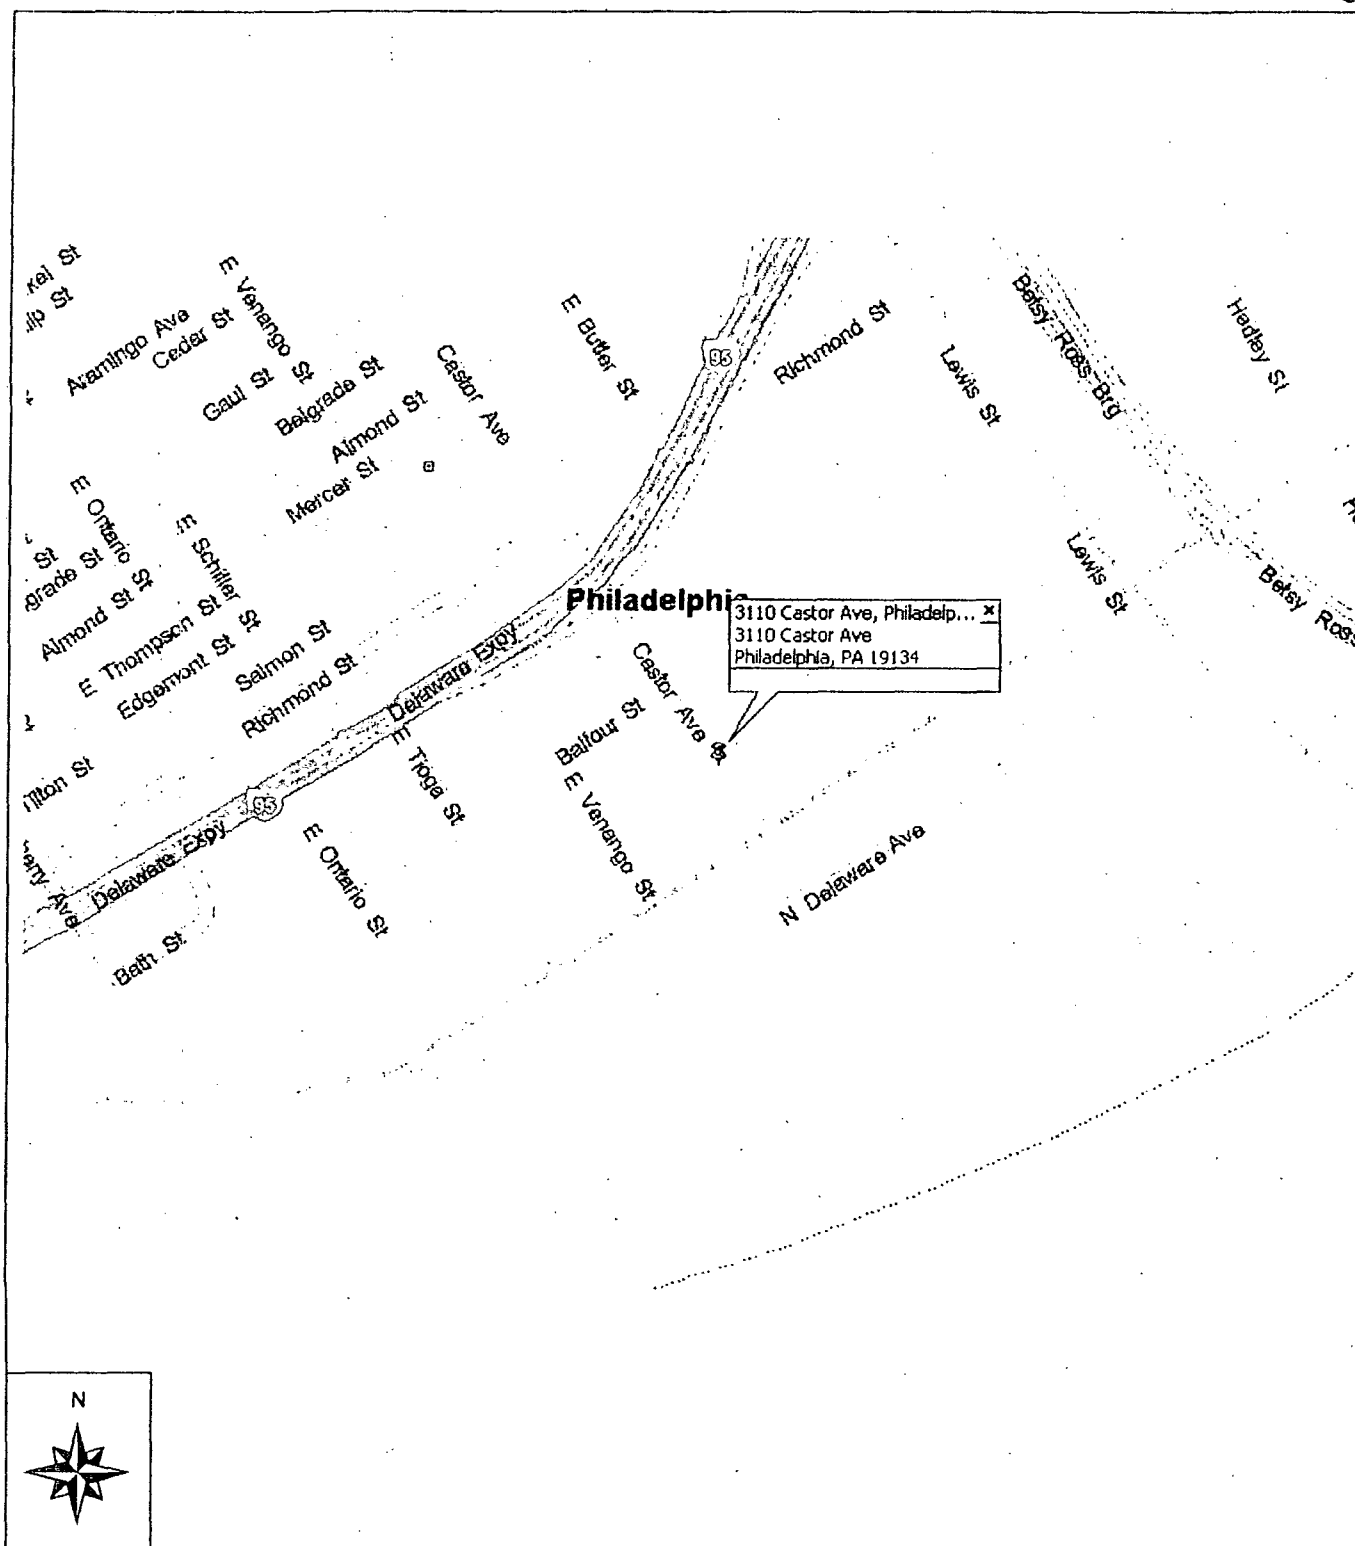 E Venango St
Aramingo Ave
Cedar St
Gaul St
Belgrade St
Almond St
Mercer St
Castor Ave
E Butler St
95
Richmond St
Lewis St
Betsy Ross Brg
Hadley St
E Ontario St
E Schiller St
Almond St
E Thompson St
Edgemont St
Salmon St
Richmond St
Philadelphia
3110 Castor Ave, Philadelp... ×
3110 Castor Ave
Philadelphia, PA 19134
Lewis St
Betsy Ross
Delaware Expy
Castor Ave
Balfour St
E Tioga St
E Venango St
95
Delaware Expy
E Ontario St
N Delaware Ave
Bath St
N